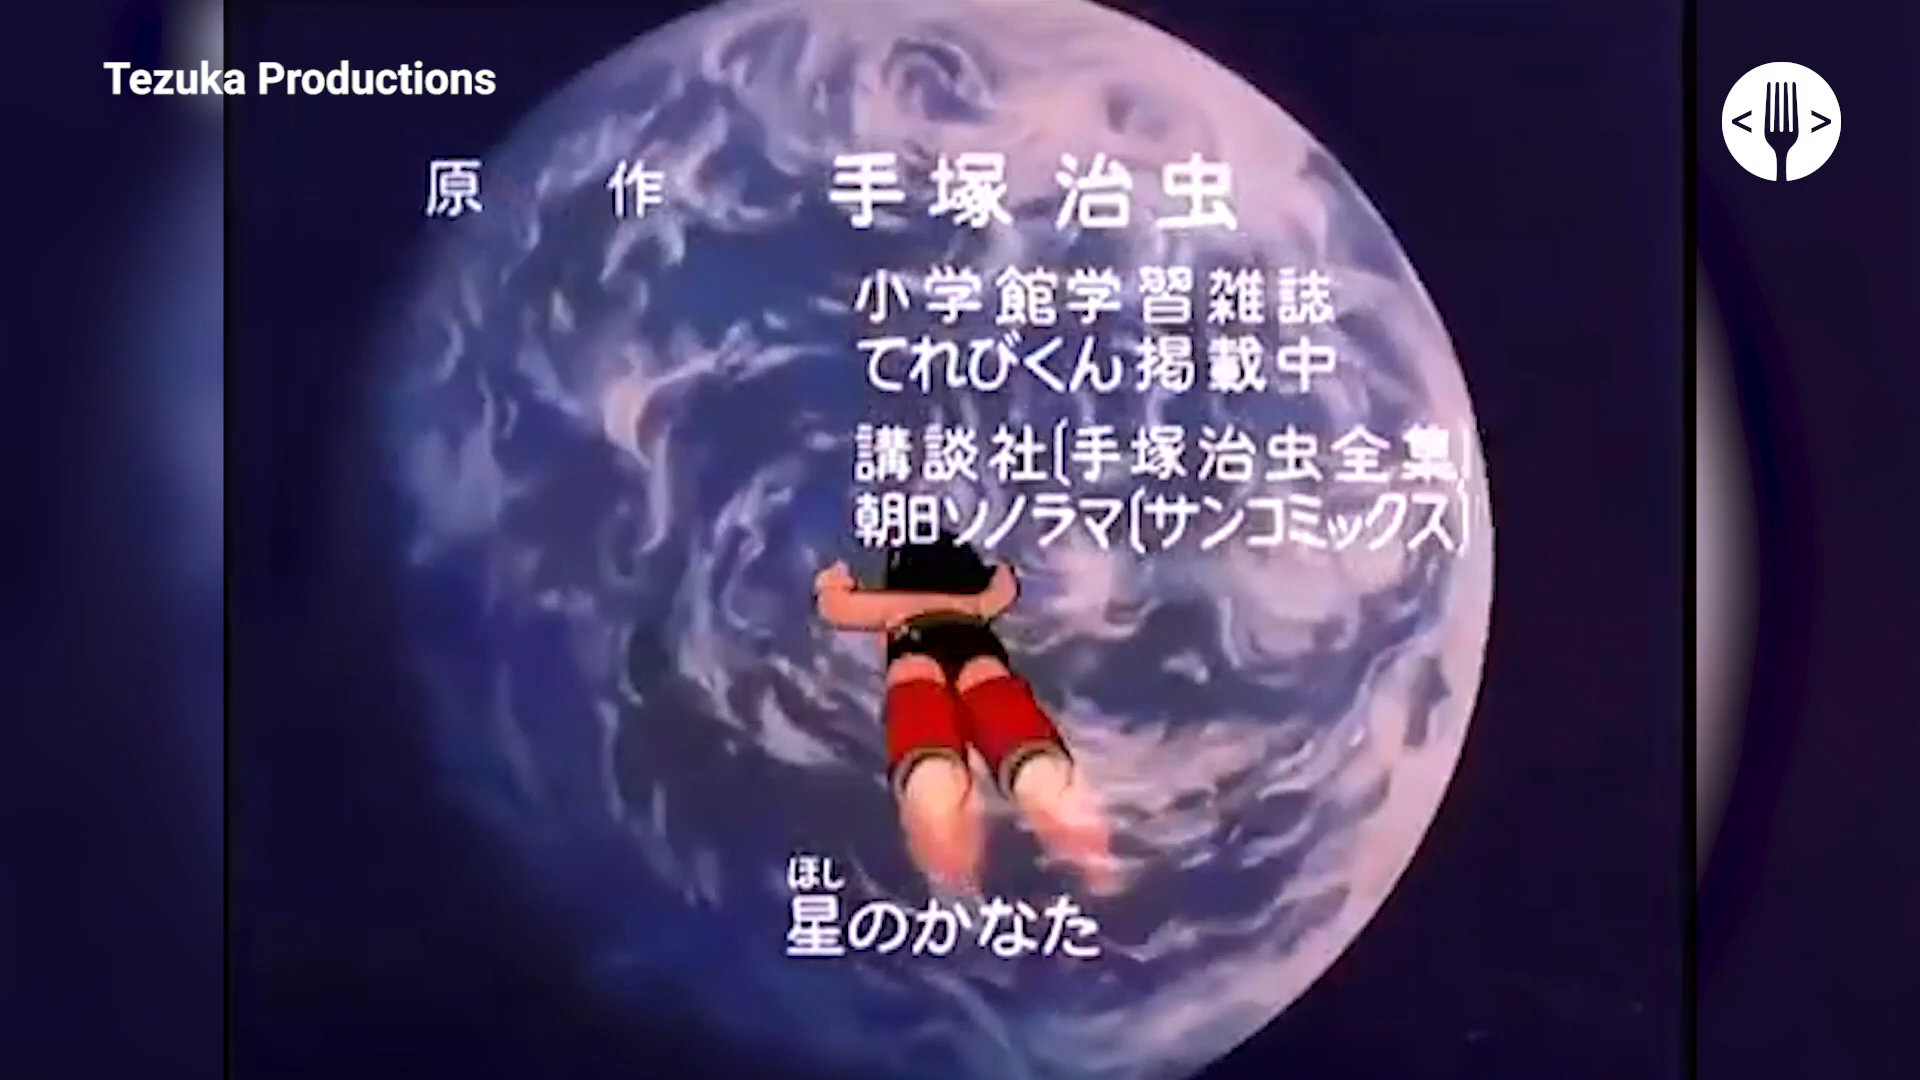 Tezuka Productions
原 作 手塚 治虫
小学館学習雑誌
てれびくん掲載中
講談社(手塚治虫全集)
朝日ソノラマ(サンコミックス)
ほし
星のかなた